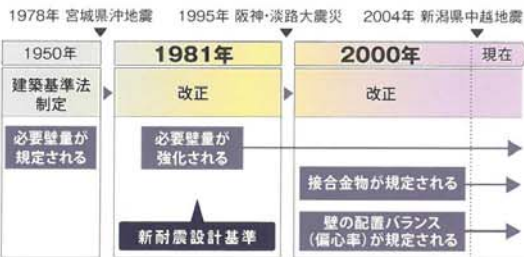 1978年 宮城県沖地震
1995年 阪神・淡路大震災
2004年 新潟県中越地震
1950年
1981年
2000年
現在
建築基準法
制定
改正
改正
必要壁量が
規定される
必要壁量が
強化される
接合金物が規定される
新耐震設計基準
壁の配置バランス
(偏心率)が規定される